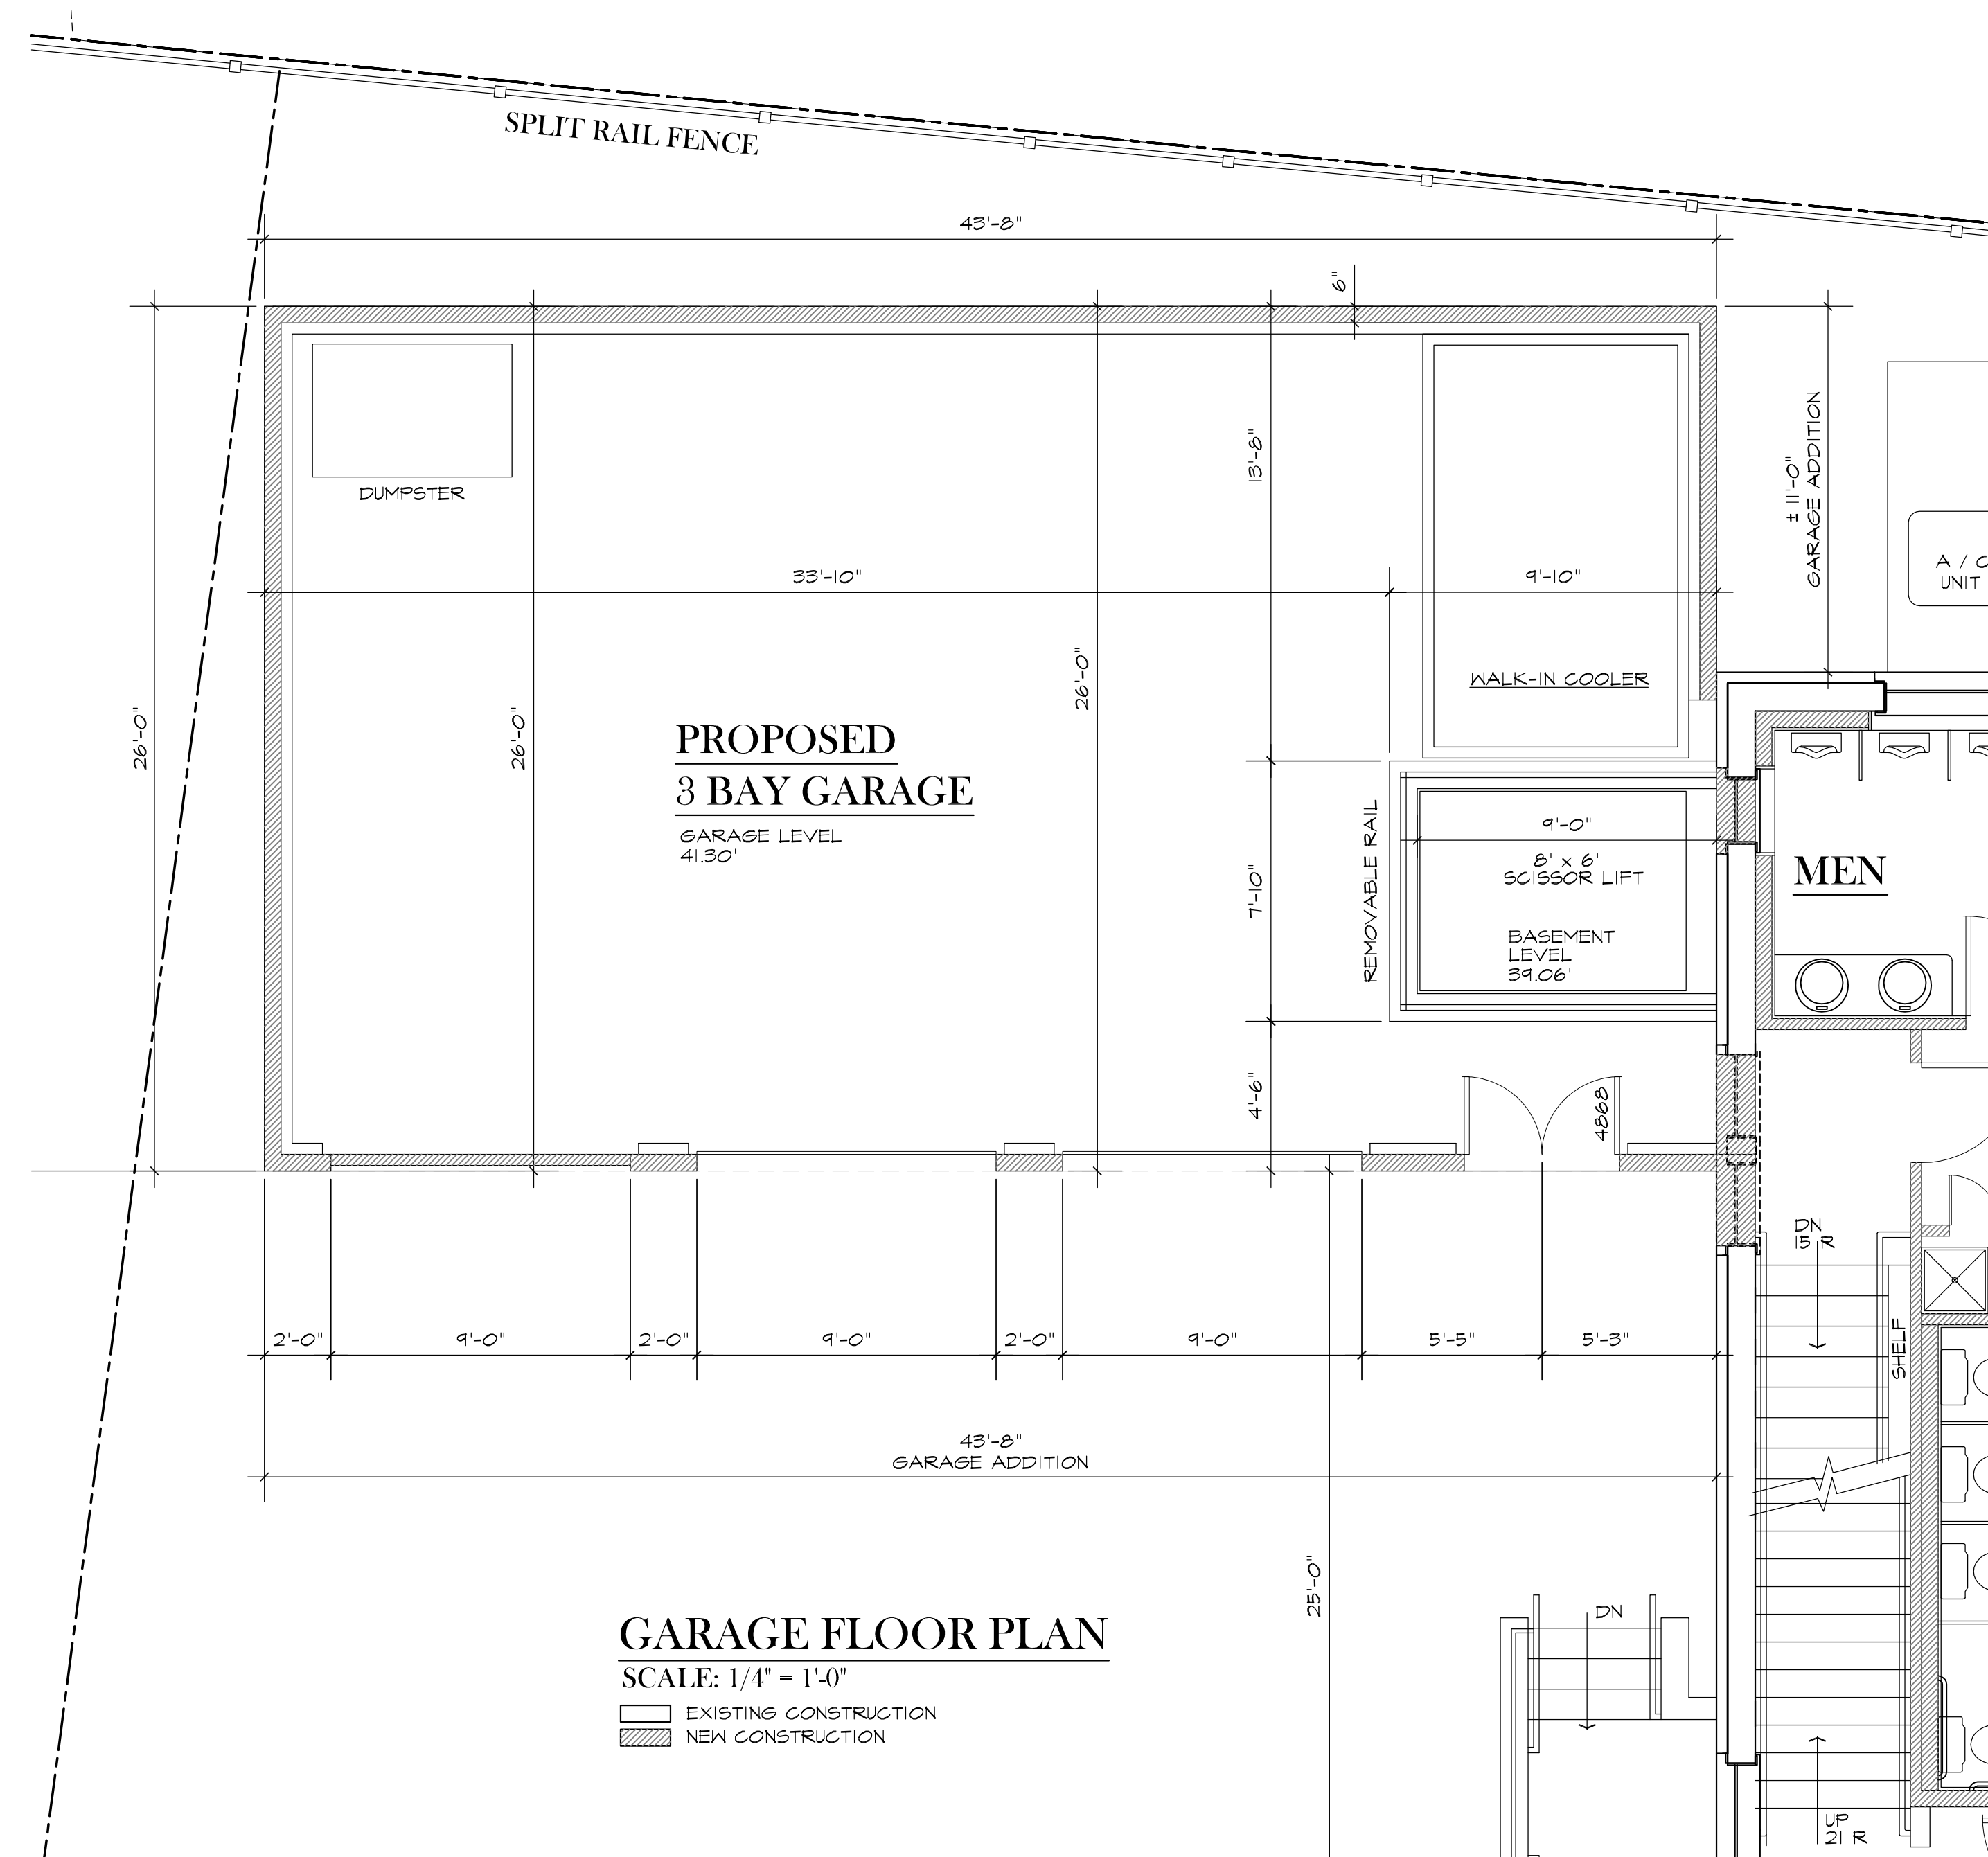 SPLIT RAIL FENCE
43'-8"
6"
DUMPSTER
13'-8"
± 11'-0"
GARAGE ADDITION
A / C
UNIT
33'-10"
9'-10"
26'-0"
26'-0"
26'-0"
WALK-IN COOLER
PROPOSED
3 BAY GARAGE
GARAGE LEVEL
41.30'
REMOVABLE RAIL
7'-10"
9'-0"
8' x 6'
SCISSOR LIFT
BASEMENT
LEVEL
39.06'
MEN
4'-6"
4868
DN
15 R
SHELF
2'-0"
9'-0"
2'-0"
9'-0"
2'-0"
9'-0"
5'-5"
5'-3"
43'-8"
GARAGE ADDITION
25'-0"
DN
GARAGE FLOOR PLAN
SCALE: 1/4" = 1'-0"
EXISTING CONSTRUCTION
NEW CONSTRUCTION
UP
21 R